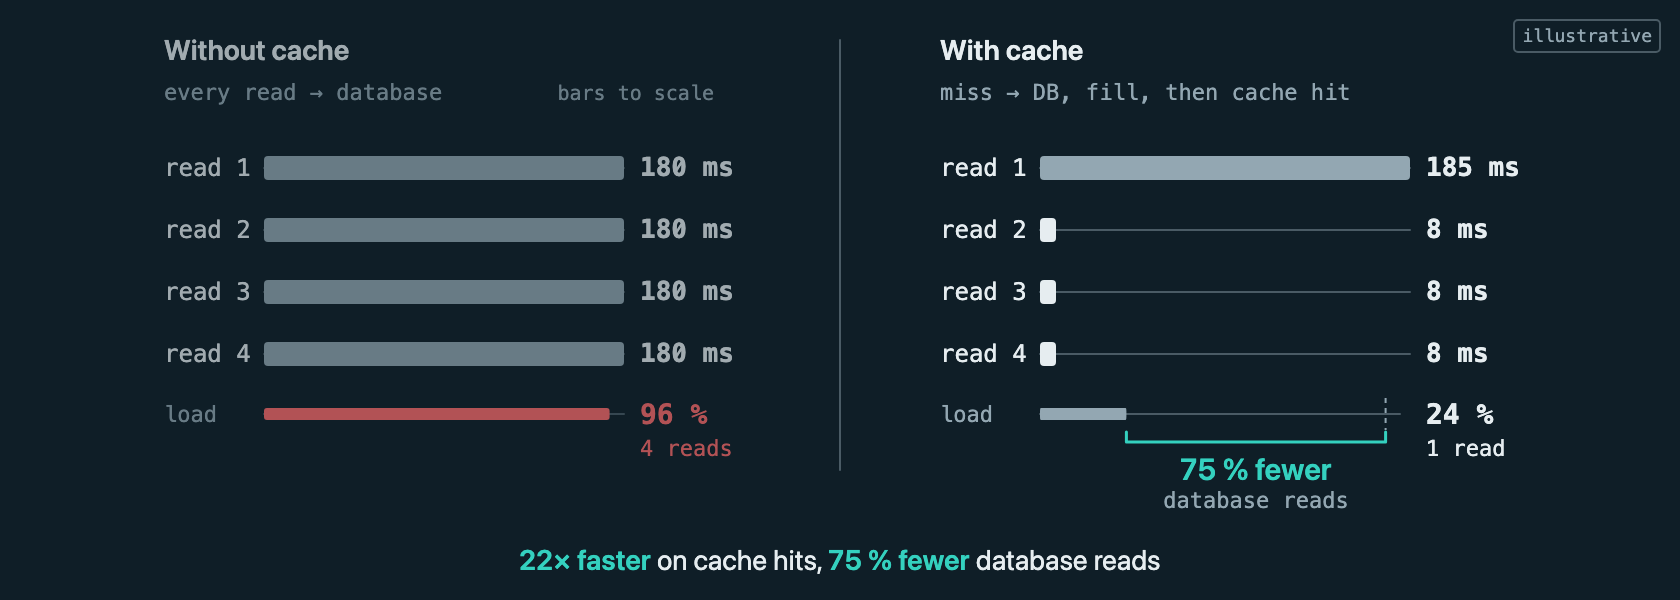 illustrative
Without cache
every read → database
bars to scale
read 1 180 ms
read 2 180 ms
read 3 180 ms
read 4 180 ms
load 96 %
4 reads
With cache
miss → DB, fill, then cache hit
read 1 185 ms
read 2 8 ms
read 3 8 ms
read 4 8 ms
load 24 %
1 read
75 % fewer
database reads
22× faster on cache hits, 75 % fewer database reads